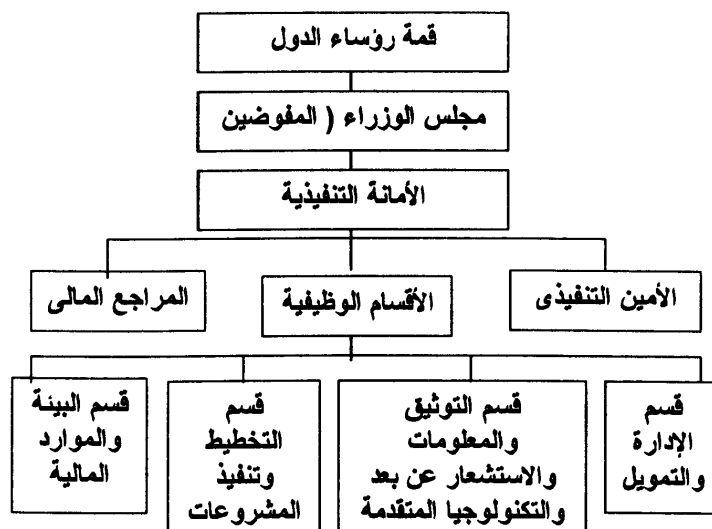 قمة رؤساء الدول
مجلس الوزراء ( المفوضين
الأمانة التنفيذية
الأمين التنفيذى
الأقسام الوظيفية
المراجع المالى
قسم
الإدارة
والتمويل
قسم التوثيق
والمعلومات
والاستشعار عن بعد
والتكنولوجيا المتقدمة
قسم
التخطيط
وتنفيذ
المشروعات
قسم البيئة
والموارد
المالية